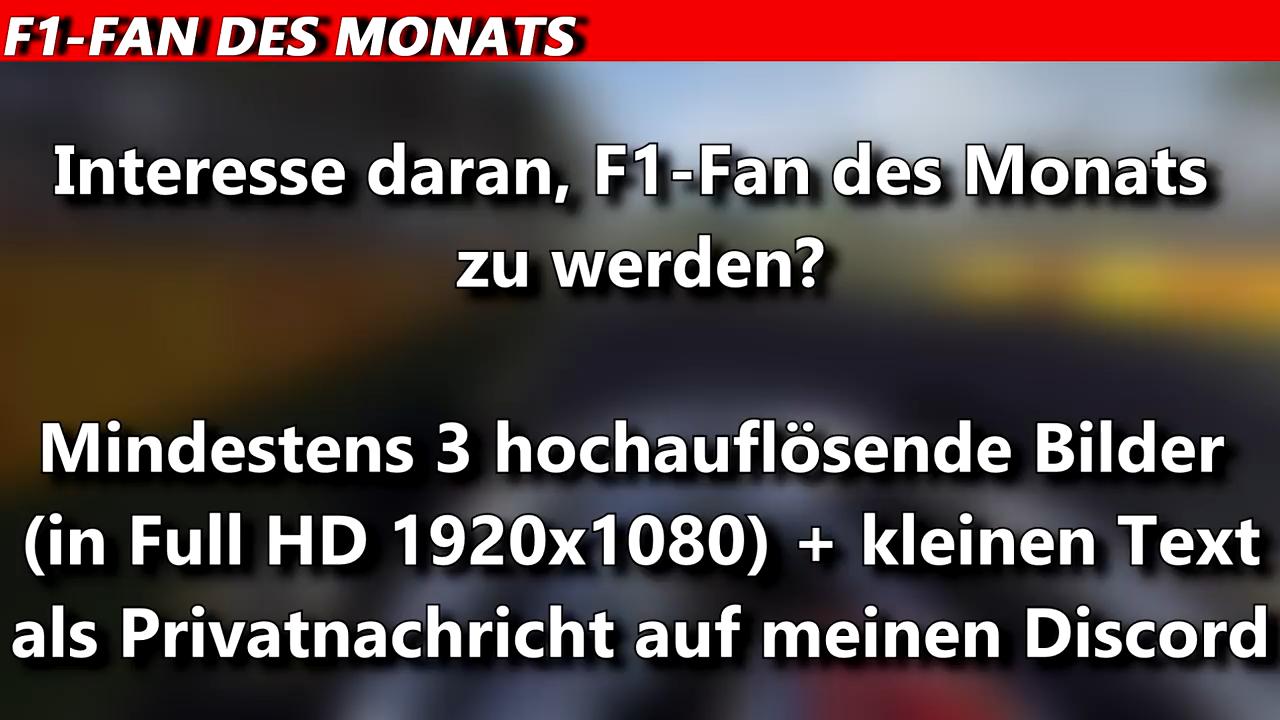 F1-FAN DES MONATS
Interesse daran, F1-Fan des Monats
zu werden?
Mindestens 3 hochauflösende Bilder
(in Full HD 1920x1080) + kleinen Text
als Privatnachricht auf meinen Discord